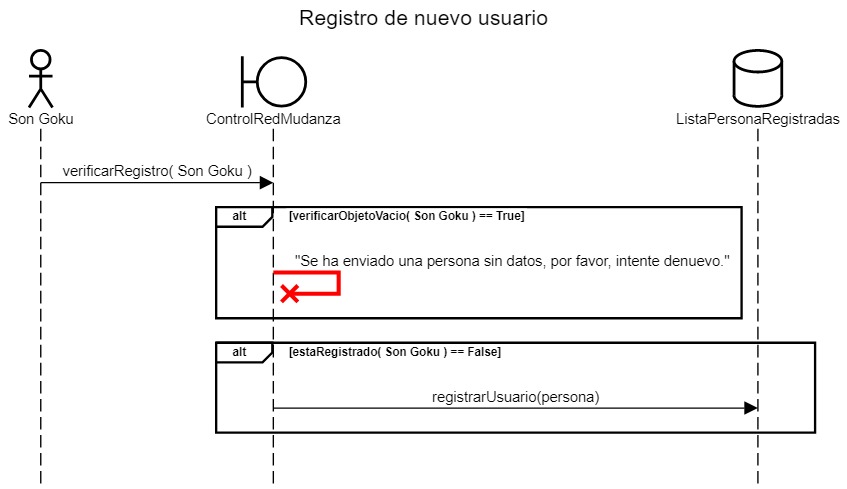 Registro de nuevo usuario
Son Goku
ControlRedMudanza
ListaPersonaRegistradas
verificarRegistro( Son Goku )
alt
[verificarObjetoVacio( Son Goku ) == True]
"Se ha enviado una persona sin datos, por favor, intente denuevo."
alt
[estaRegistrado( Son Goku ) == False]
registrarUsuario(persona)